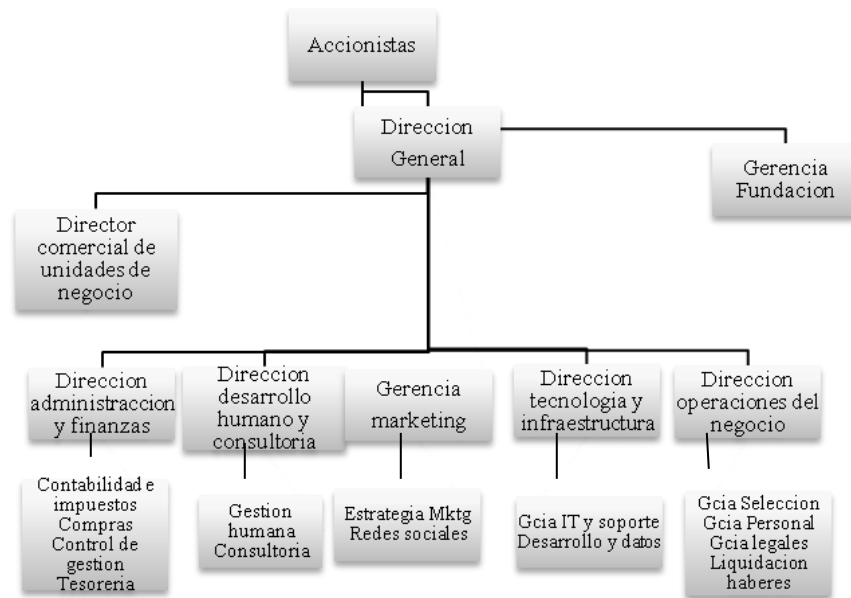 Accionistas
Direccion
General
Gerencia
Fundacion
Director
comercial de
unidades de
negocio
Direccion
administraccion
y finanzas
Direccion
desarrollo
humano y
consultoria
Gerencia
marketing
Direccion
tecnologia y
infraestructura
Direccion
operaciones del
negocio
Contabilidad e
impuestos
Compras
Control de
gestion
Tesoreria
Gestion
humana
Consultoria
Estrategia Mktg
Redes sociales
Gcia IT y soporte
Desarrollo y datos
Gcia Seleccion
Gcia Personal
Gcia legales
Liquidacion
haberes